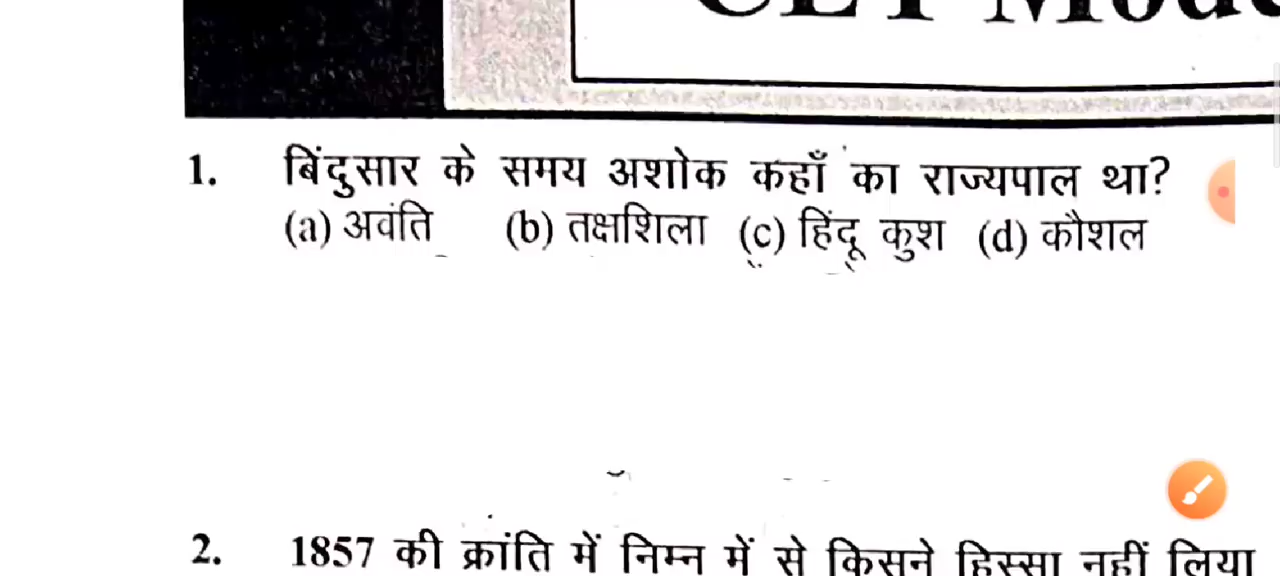 1. बिंदुसार के समय अशोक कहाँ का राज्यपाल था?
(a) अवंति (b) तक्षशिला (c) हिंदू कुश (d) कौशल
2. 1857 की क्रांति में निम्न में से किसने हिस्सा नहीं लिया